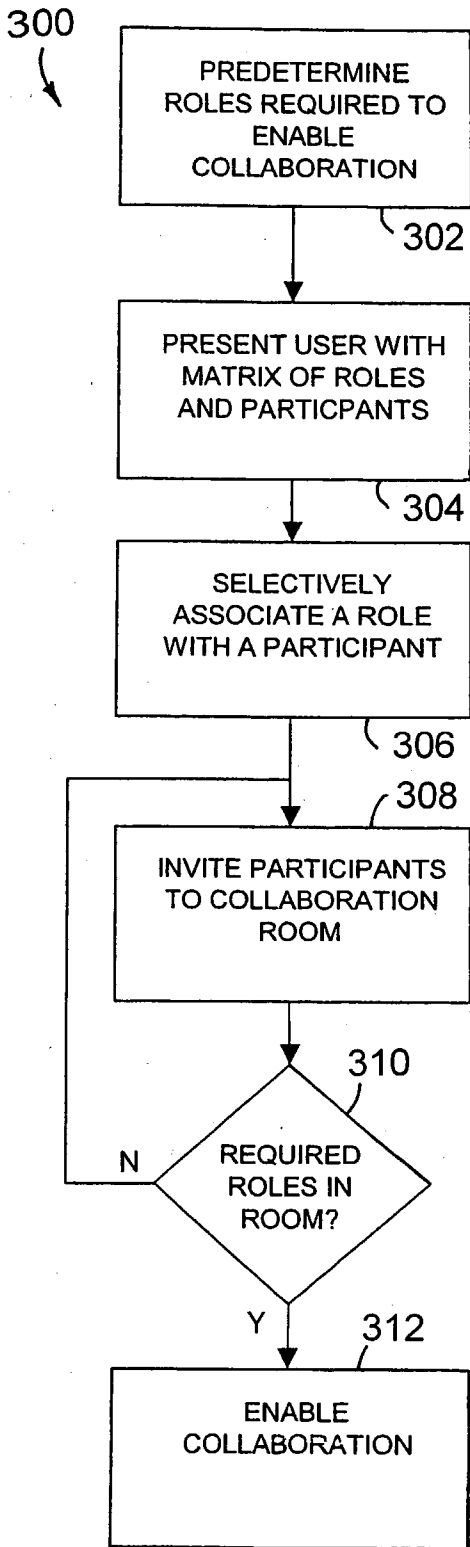 300
PREDETERMINE
ROLES REQUIRED TO
ENABLE
COLLABORATION
302
PRESENT USER WITH
MATRIX OF ROLES
AND PARTICPANTS
304
SELECTIVELY
ASSOCIATE A ROLE
WITH A PARTICIPANT
306
308
INVITE PARTICIPANTS
TO COLLABORATION
ROOM
310
N
REQUIRED
ROLES IN
ROOM?
Y
312
ENABLE
COLLABORATION